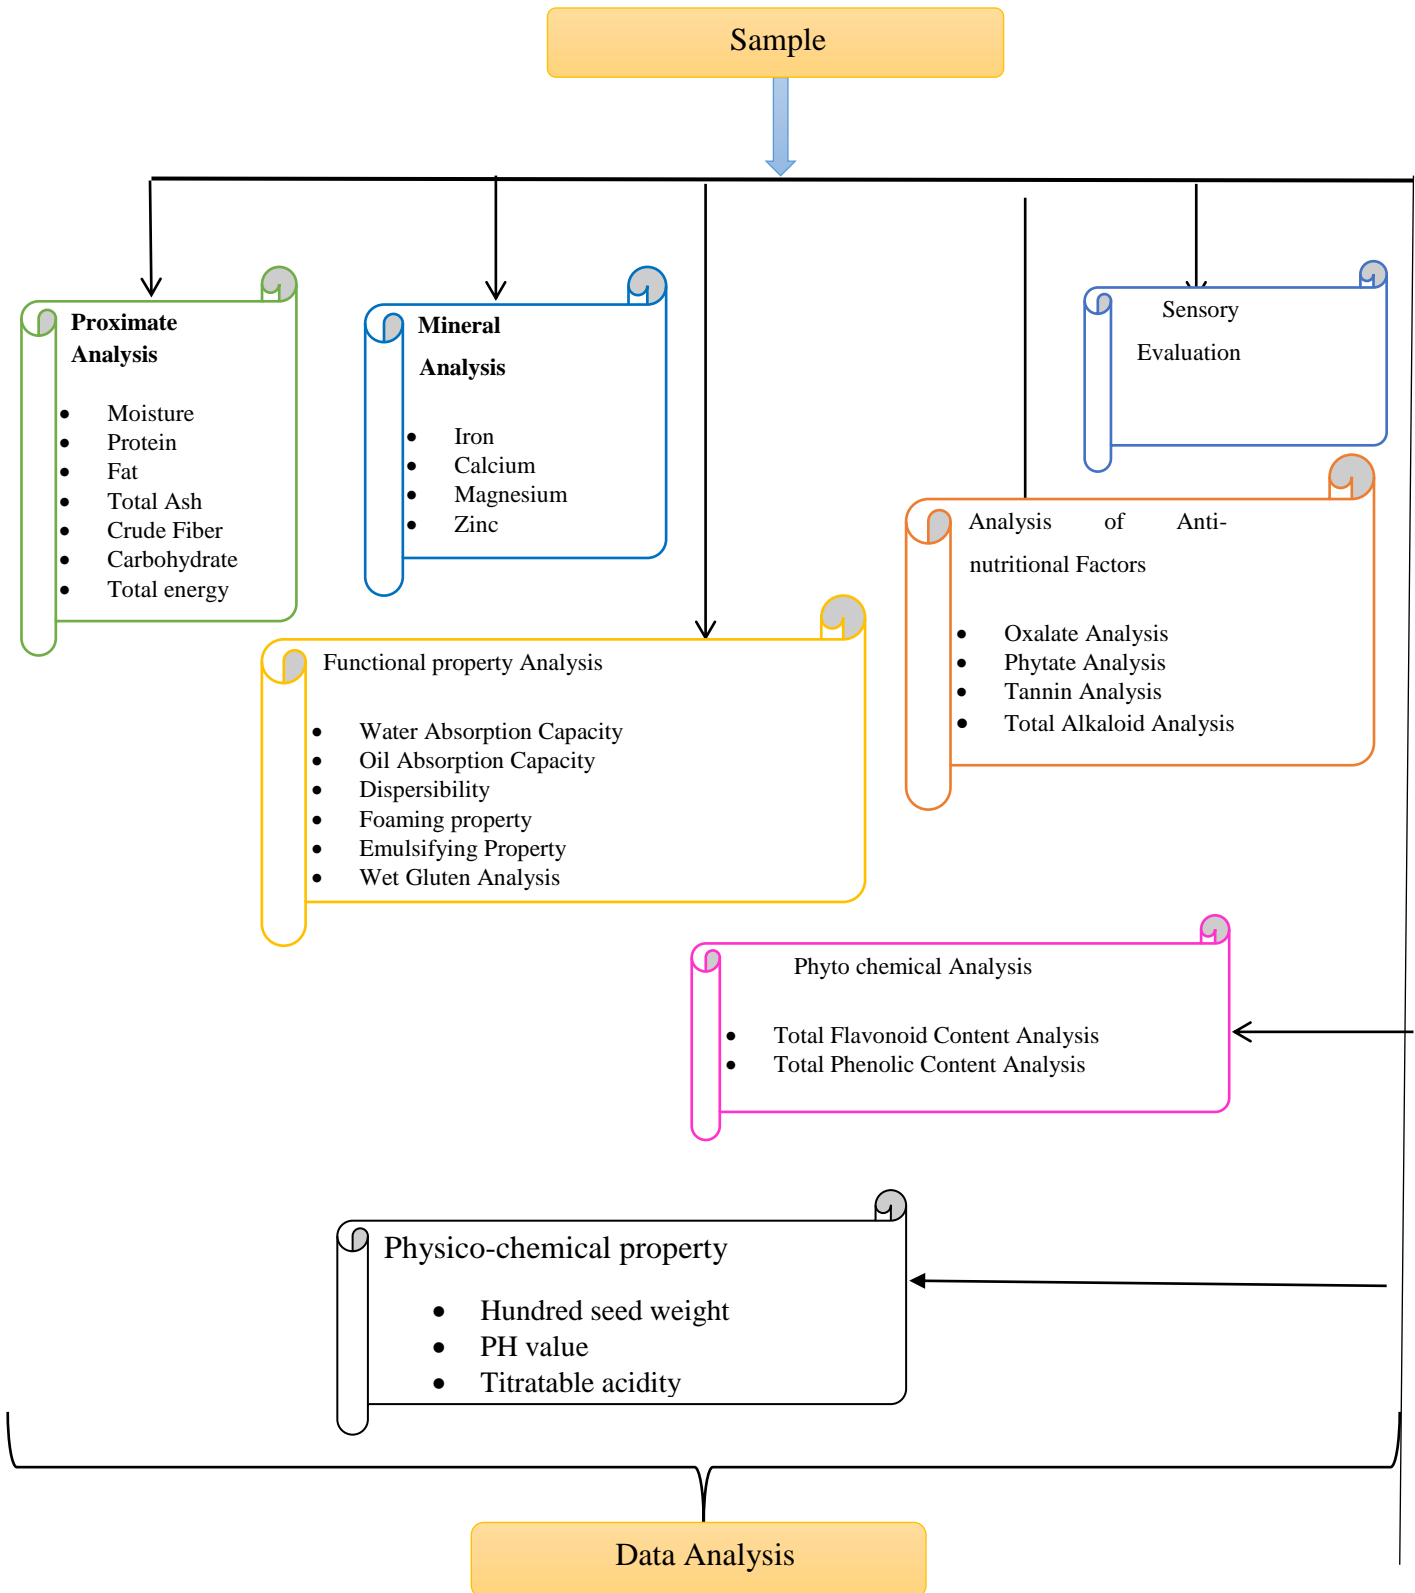 Sample
Proximate
Analysis
• Moisture
• Protein
• Fat
• Total Ash
• Crude Fiber
• Carbohydrate
• Total energy
Mineral
Analysis
• Iron
• Calcium
• Magnesium
• Zinc
Sensory
Evaluation
Analysis of Anti-
nutritional Factors
• Oxalate Analysis
• Phytate Analysis
• Tannin Analysis
• Total Alkaloid Analysis
Functional property Analysis
• Water Absorption Capacity
• Oil Absorption Capacity
• Dispersibility
• Foaming property
• Emulsifying Property
• Wet Gluten Analysis
Phyto chemical Analysis
• Total Flavonoid Content Analysis
• Total Phenolic Content Analysis
Physico-chemical property
• Hundred seed weight
• PH value
• Titratable acidity
Data Analysis